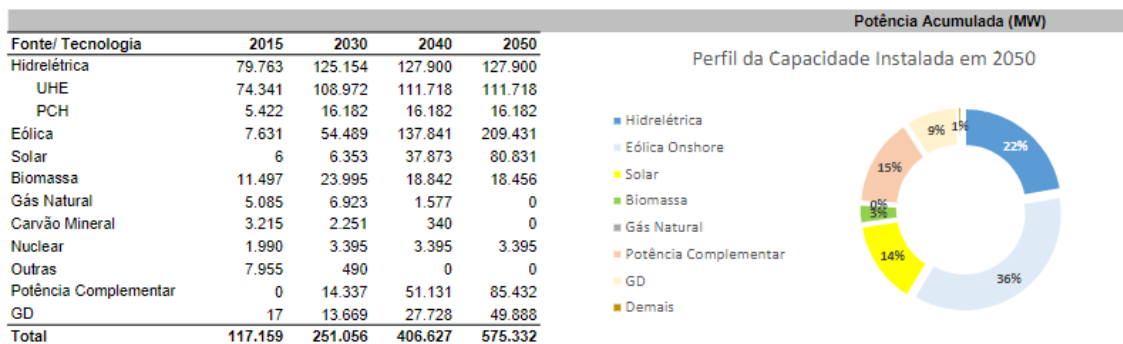 Potência Acumulada (MW)
Fonte/ Tecnologia 2015 2030 2040 2050
Hidrelétrica 79.763 125.154 127.900 127.900
UHE 74.341 108.972 111.718 111.718
PCH 5.422 16.182 16.182 16.182
Eólica 7.631 54.489 137.841 209.431
Solar 6 6.353 37.873 80.831
Biomassa 11.497 23.995 18.842 18.456
Gás Natural 5.085 6.923 1.577 0
Carvão Mineral 3.215 2.251 340 0
Nuclear 1.990 3.395 3.395 3.395
Outras 7.955 490 0 0
Potência Complementar 0 14.337 51.131 85.432
GD 17 13.669 27.728 49.888
Total 117.159 251.056 406.627 575.332
Perfil da Capacidade Instalada em 2050
Hidrelétrica
Eólica Onshore
Solar
Biomassa
Gás Natural
Potência Complementar
GD
Demais
9% 1%
22%
15%
0%
3%
14%
36%